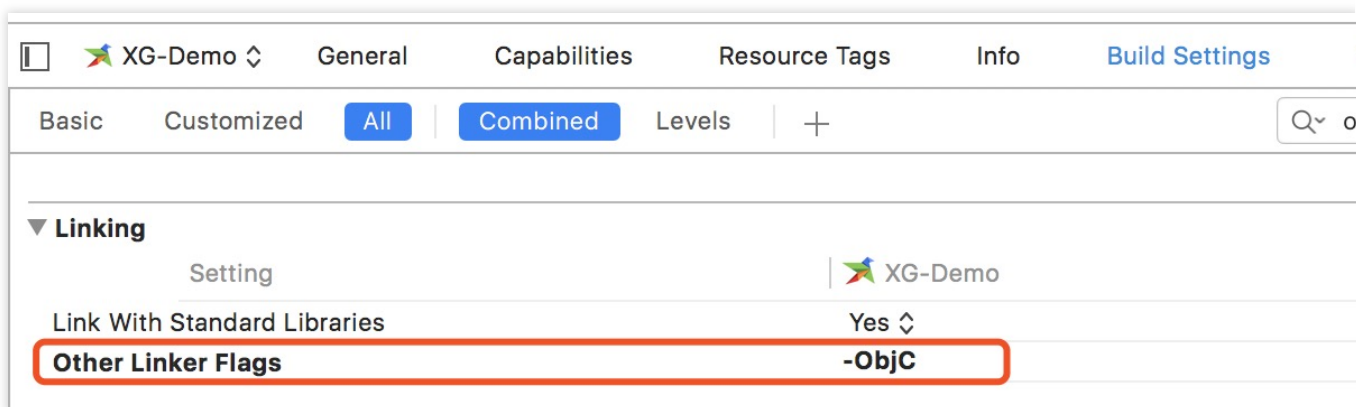 XG-Demo General Capabilities Resource Tags Info Build Settings
Basic Customized All Combined Levels + o
Linking
Setting XG-Demo
Link With Standard Libraries Yes
Other Linker Flags -ObjC